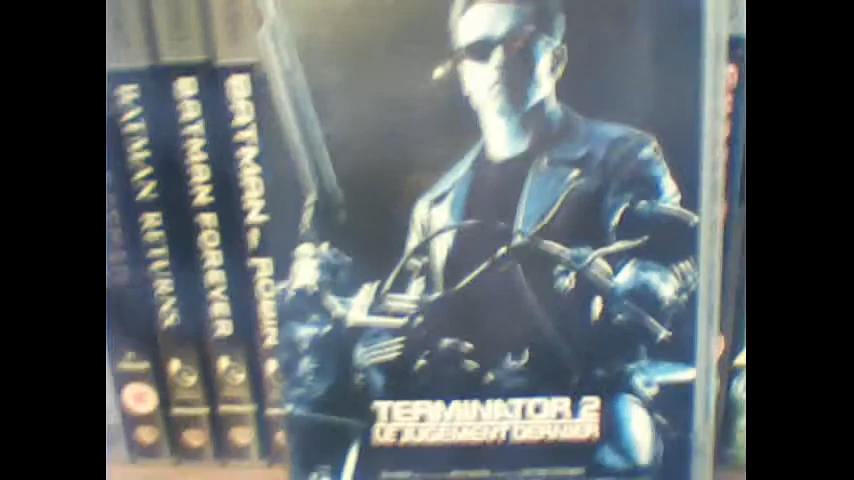 BATMAN RETURNS
BATMAN FOREVER
BATMAN & ROBIN
TERMINATOR 2
LE JUGEMENT DERNIER